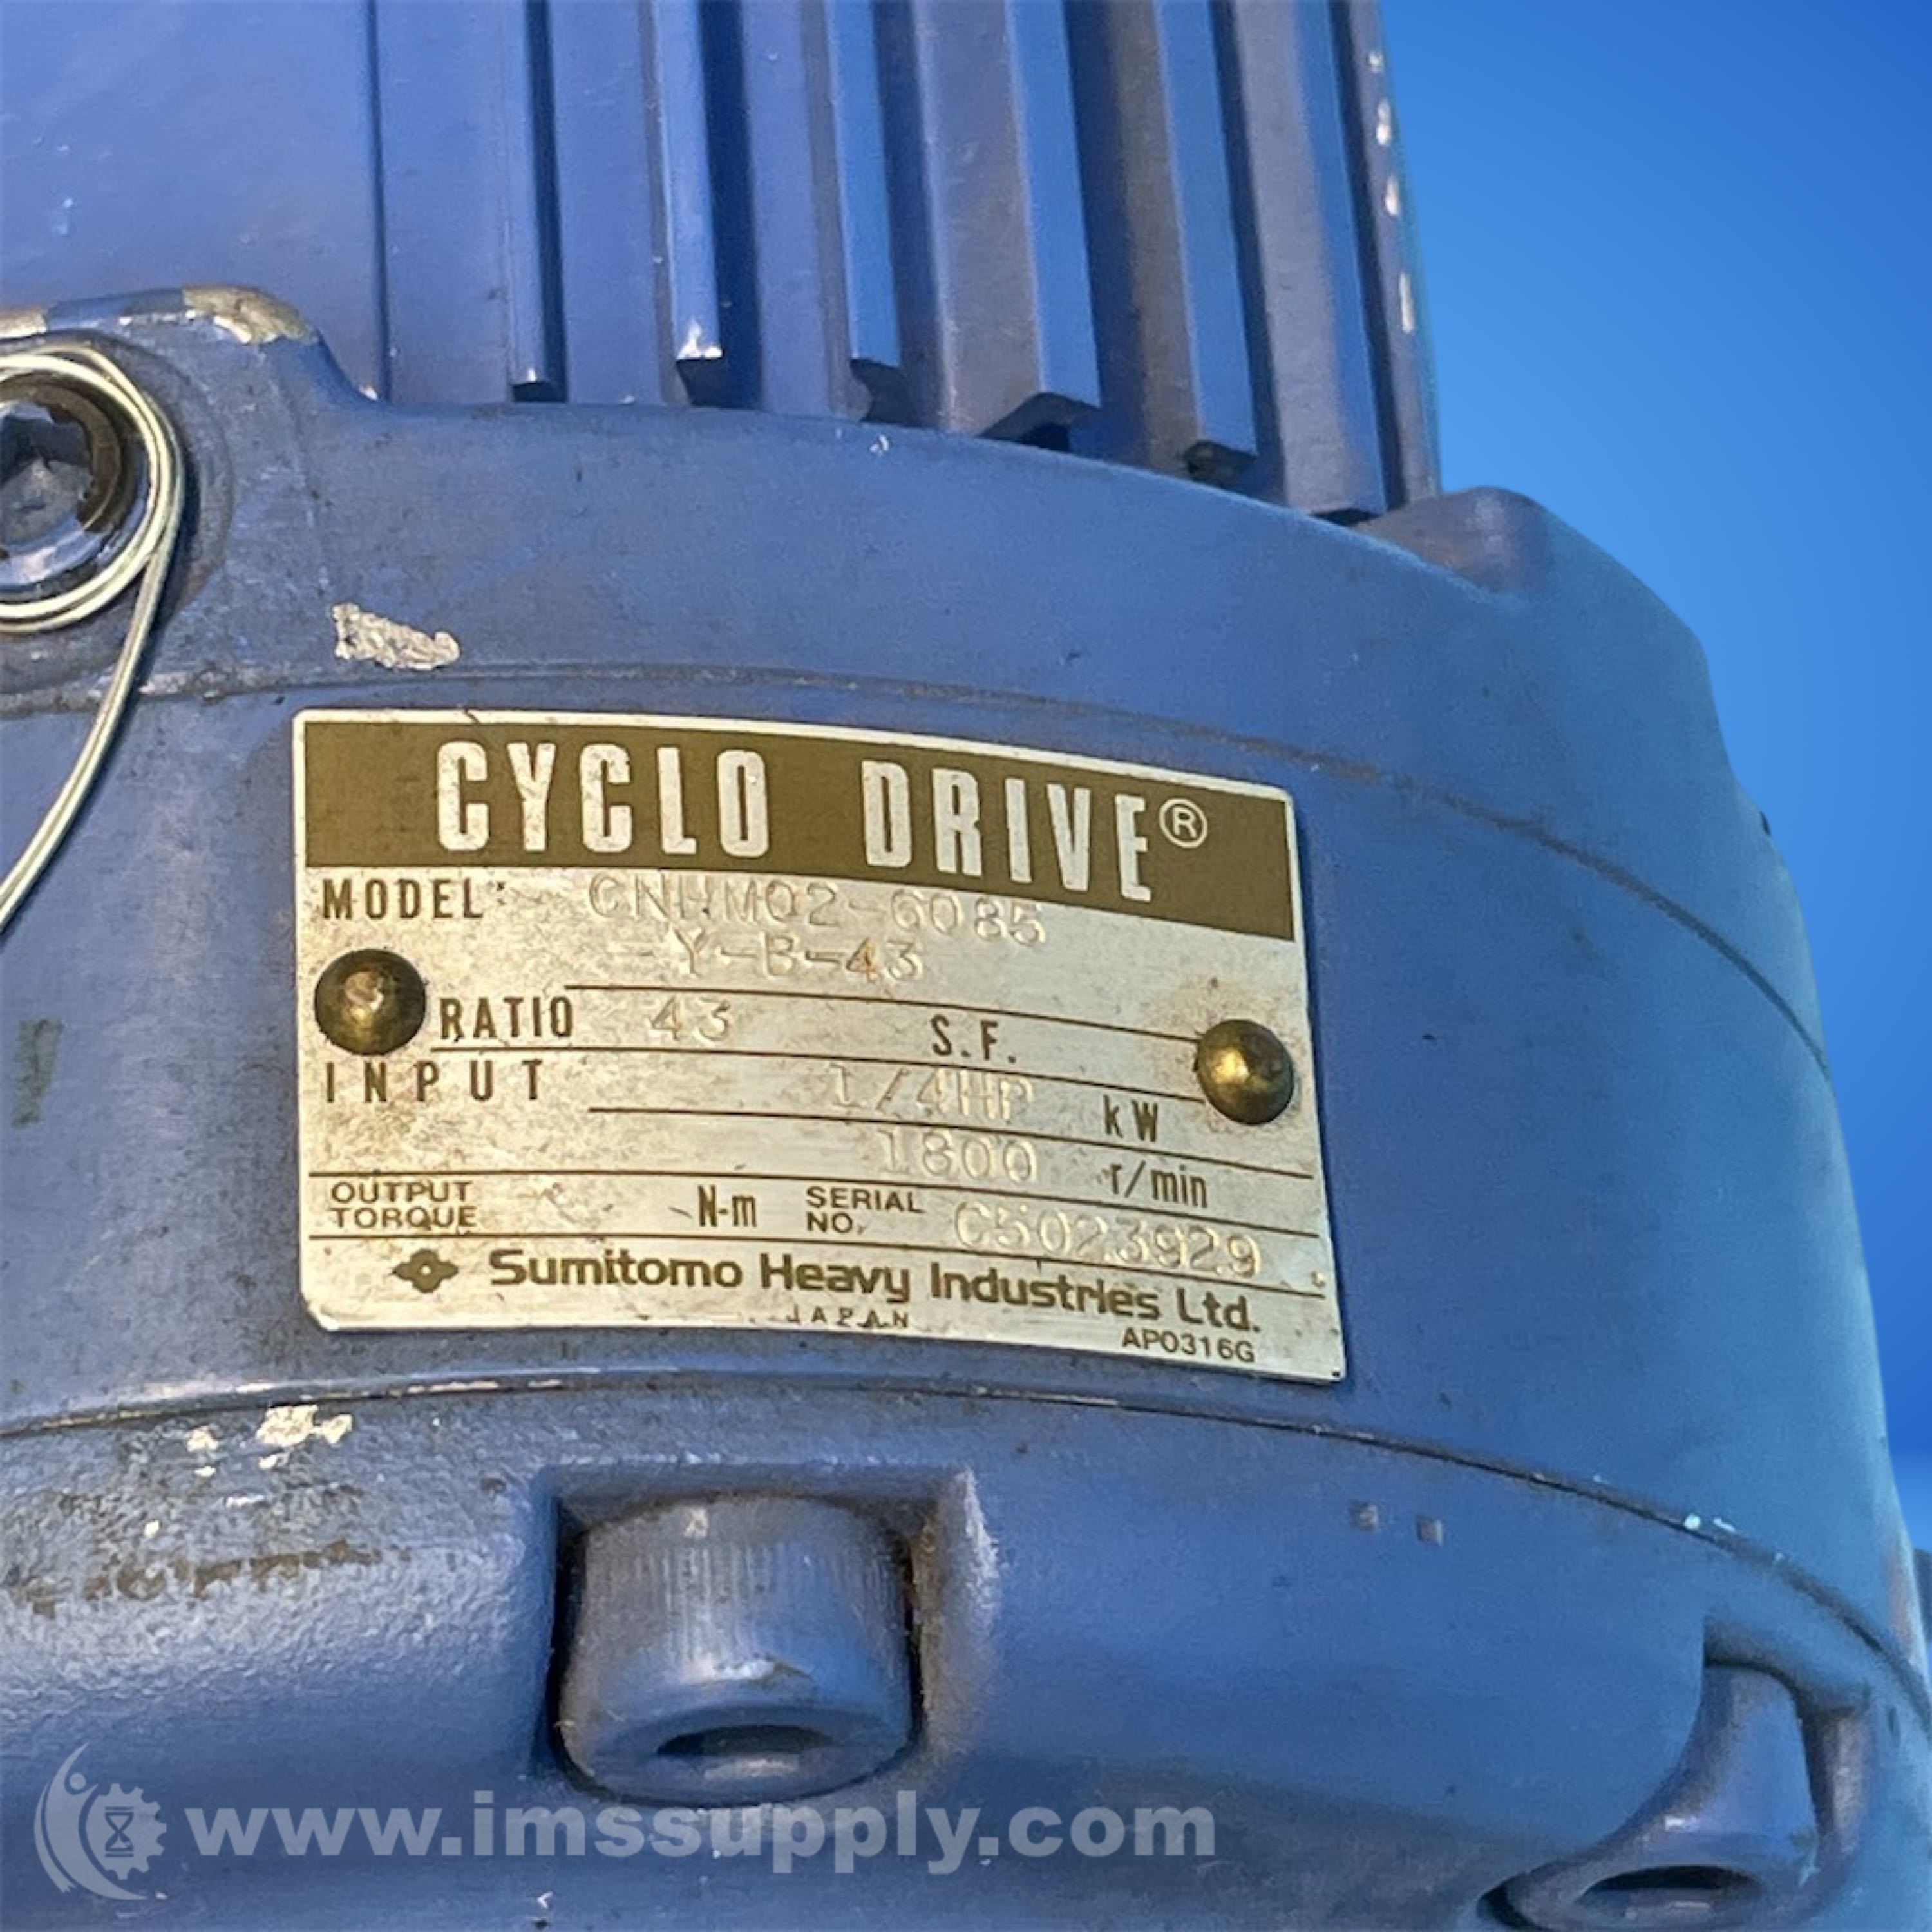 CYCLO DRIVE®
MODEL CNHM02-6085
-Y-B-43
RATIO 43 S.F.
INPUT 1/4HP kW
1800 r/min
OUTPUT TORQUE N-m SERIAL NO. C5023929
Sumitomo Heavy Industries Ltd.
JAPAN
AP0316G
www.imssupply.com